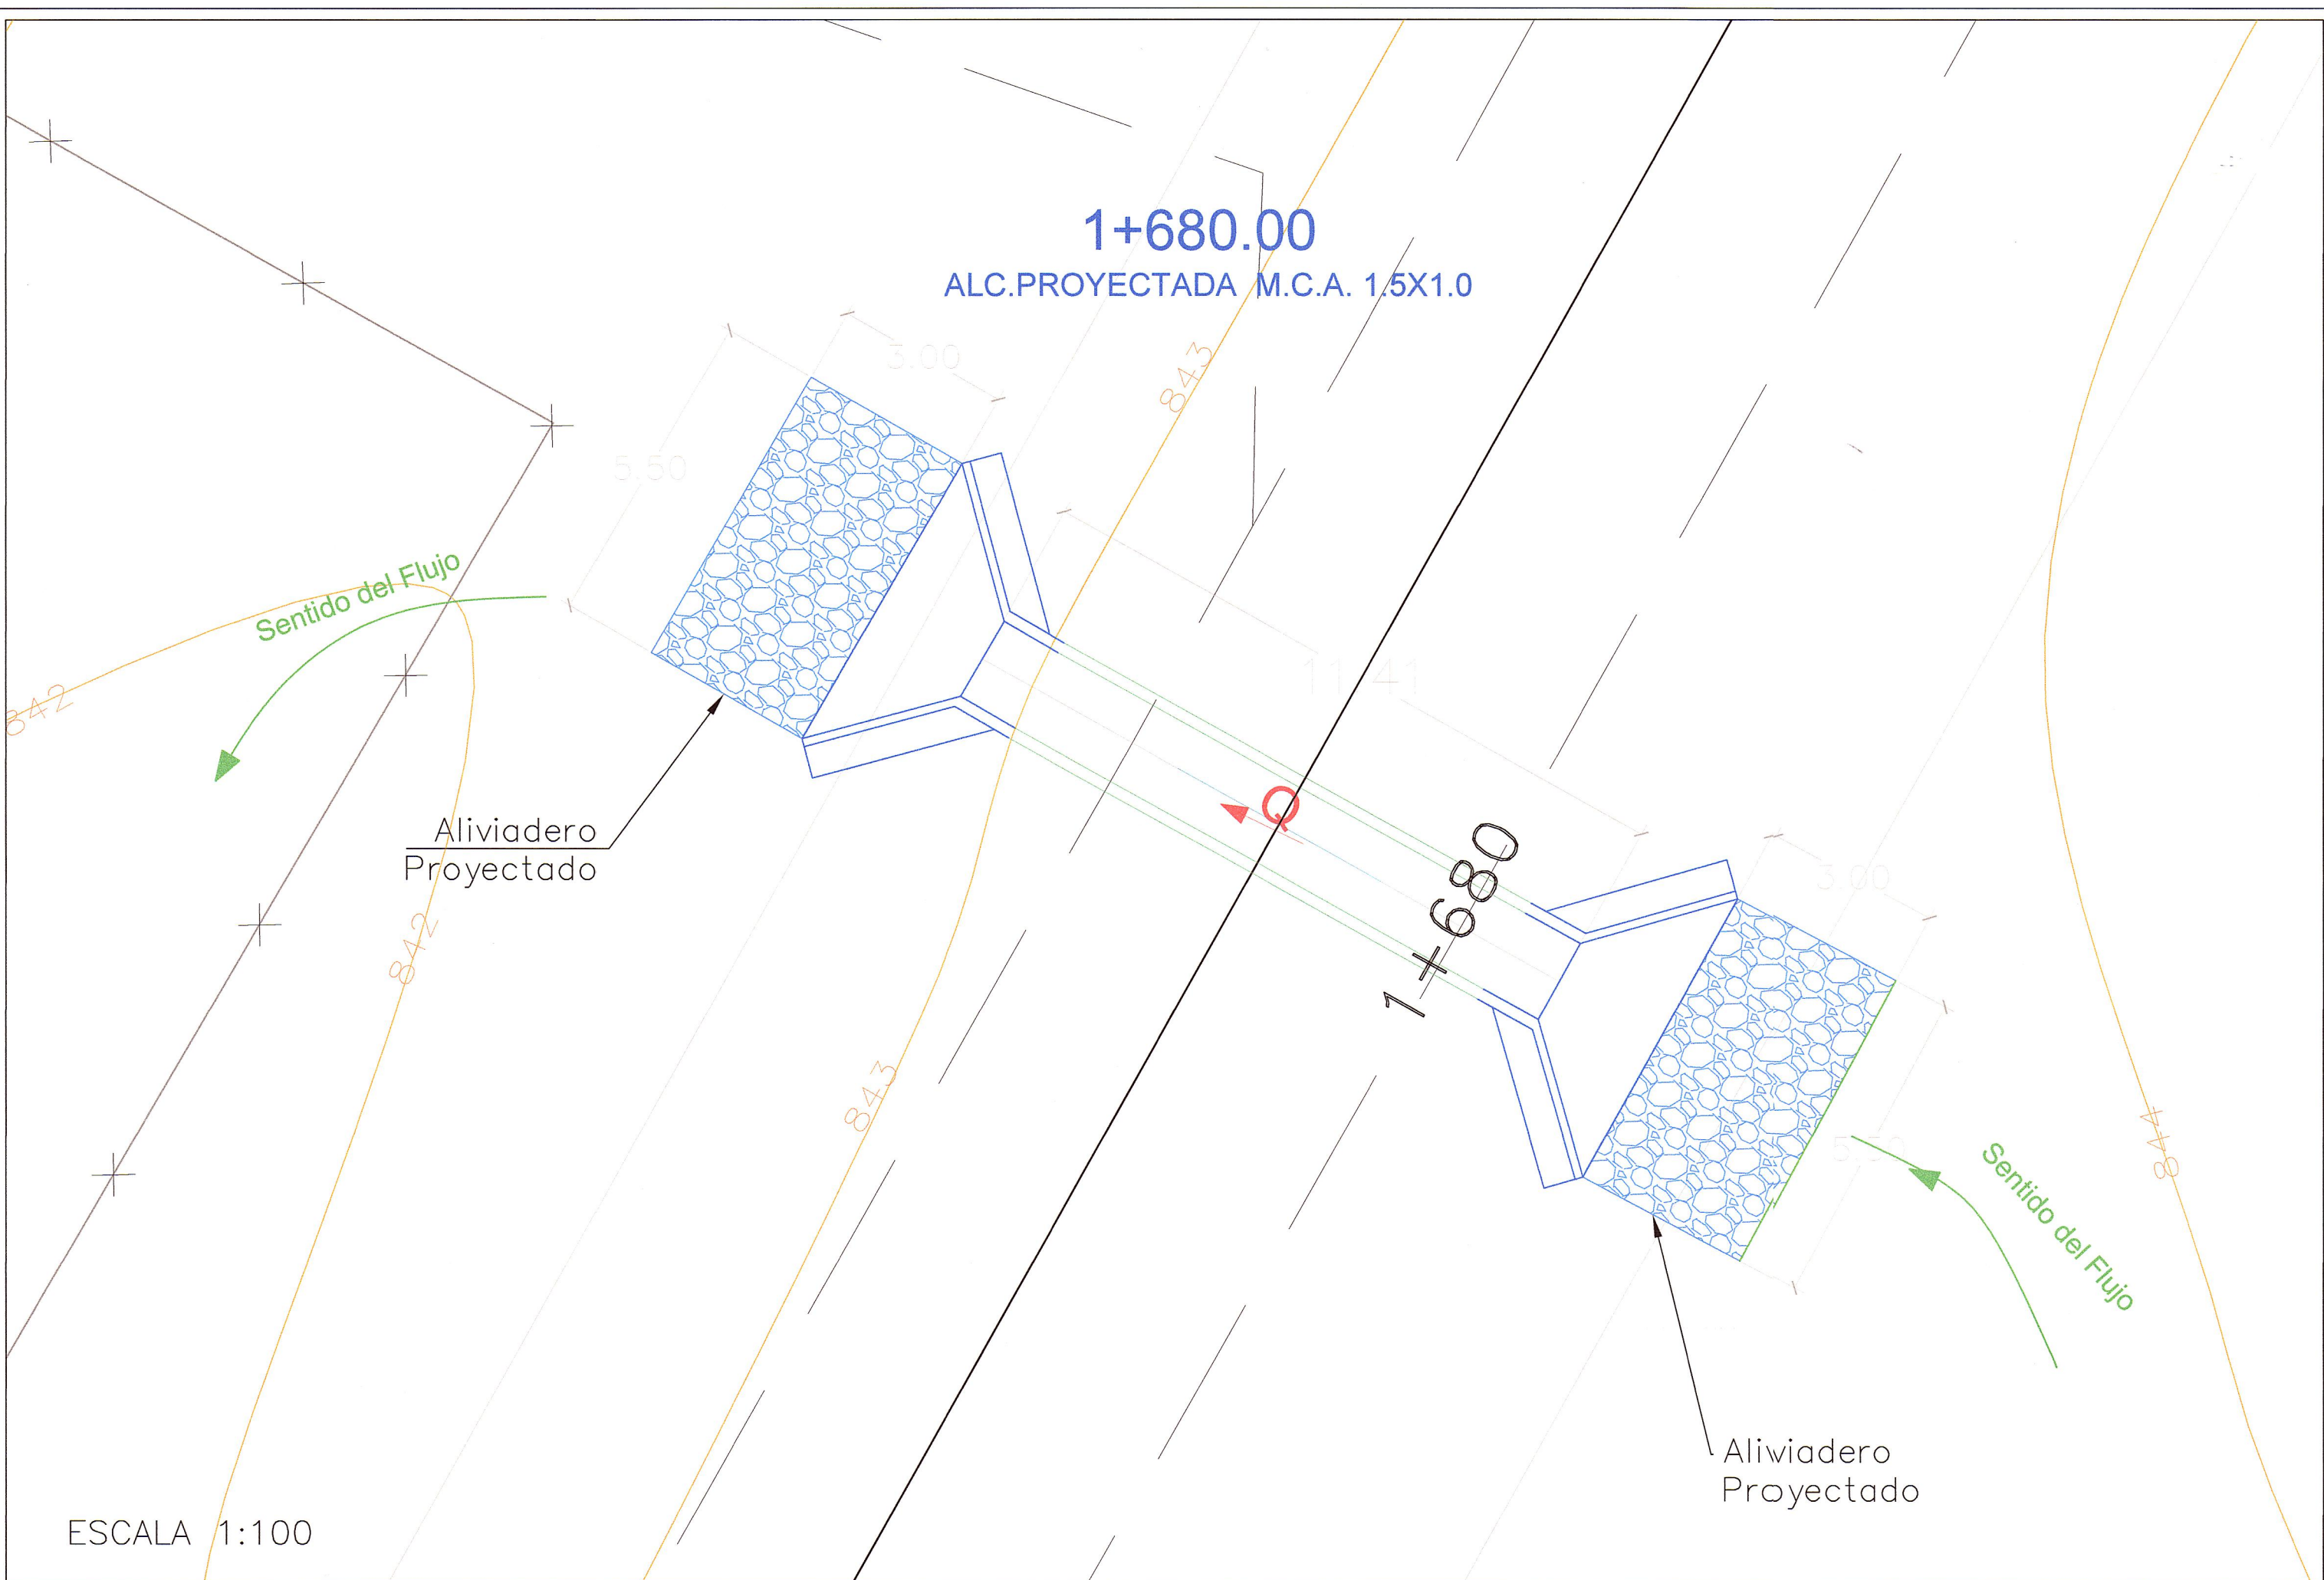 1+680.00
ALC.PROYECTADA M.C.A. 1.5X1.0
3.00
843
5.50
Sentido del Flujo
842
11.41
Q
1+680
Aliviadero
Proyectado
3.00
842
843
844
Sentido del Flujo
Aliviadero
Proyectado
ESCALA 1:100